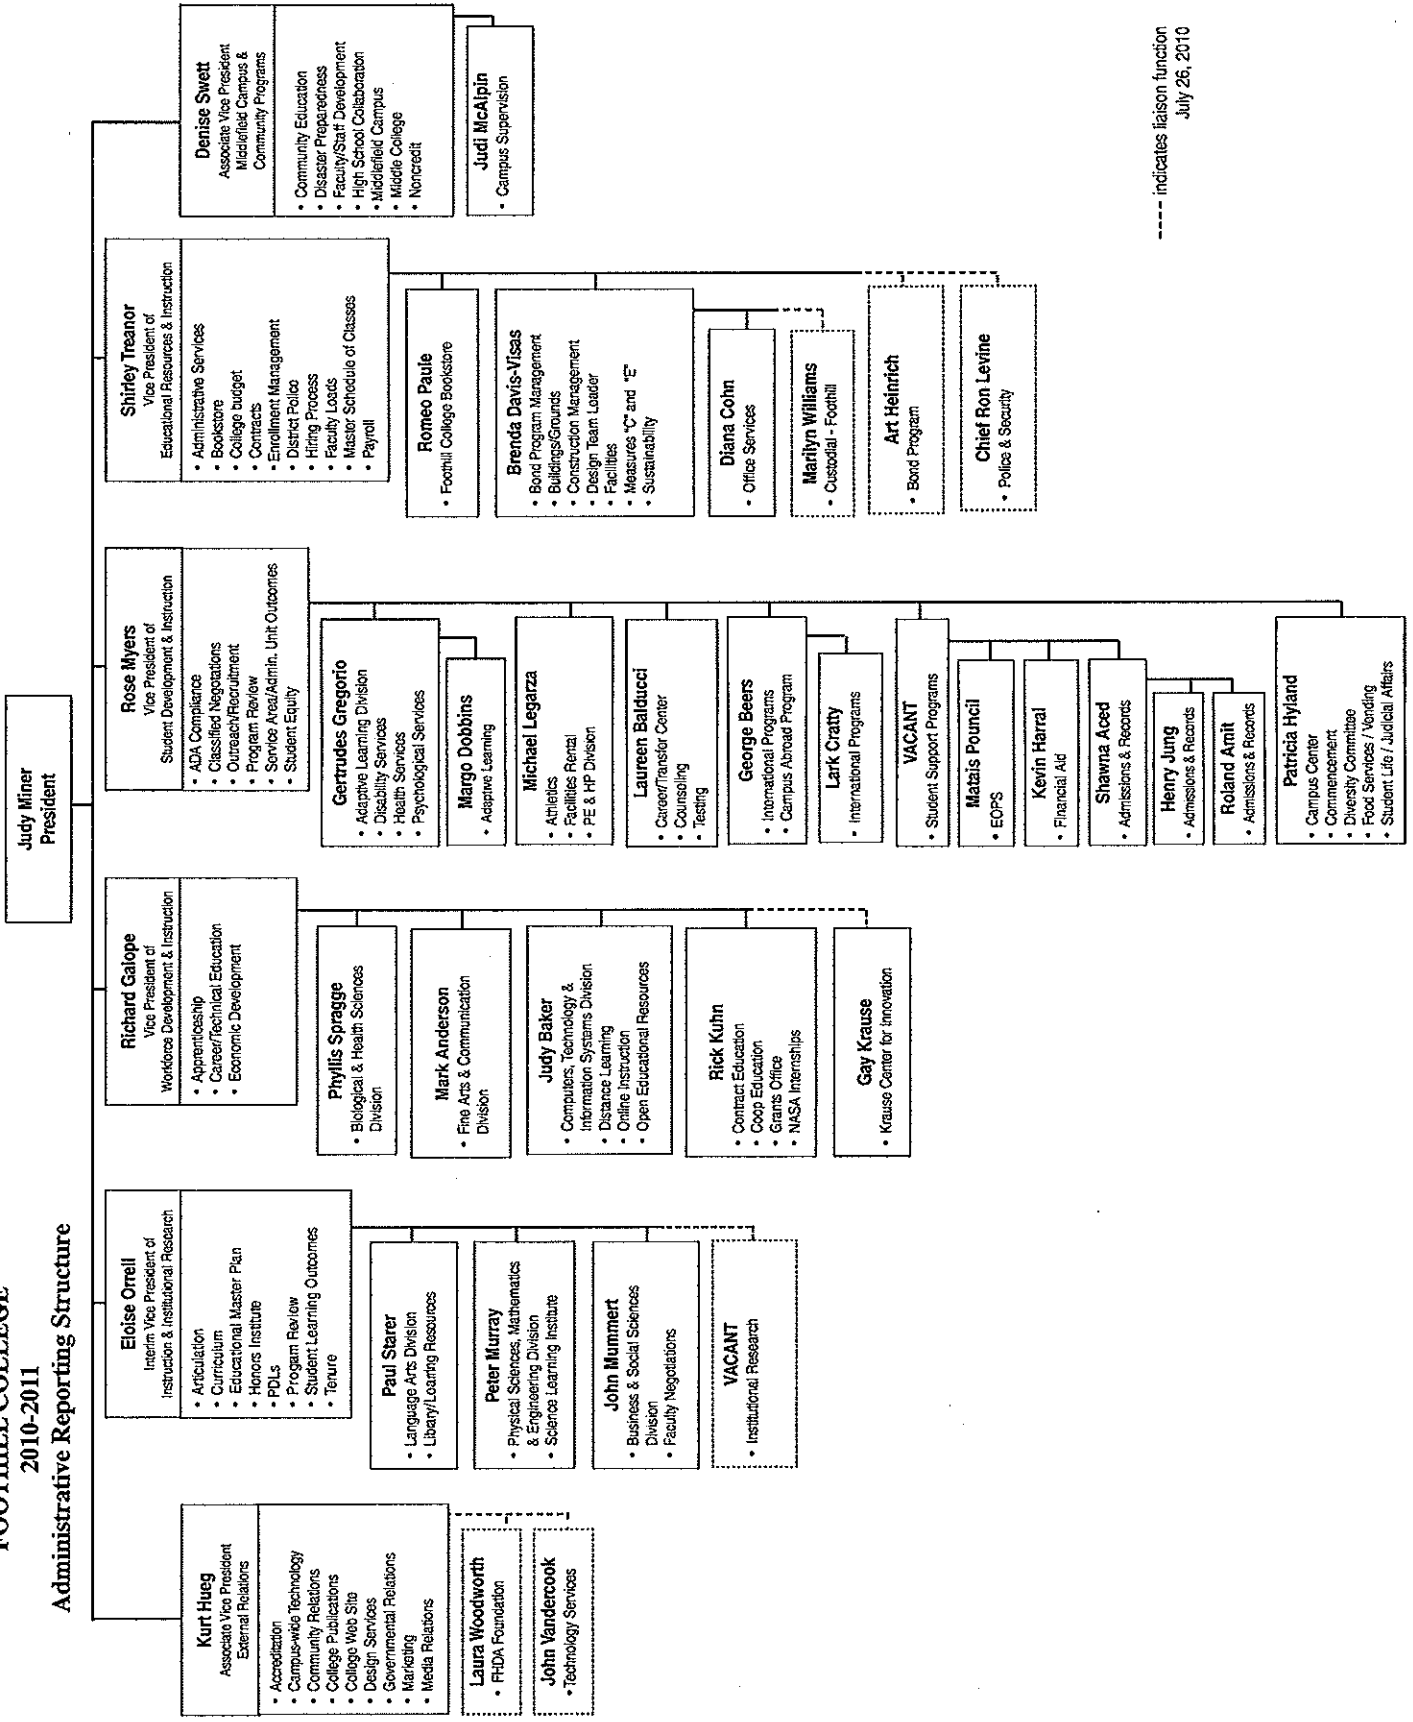 FOOTHILL COLLEGE
2010-2011
Administrative Reporting Structure
Judy Miner
President
Kurt Hueg
Associate Vice President
External Relations
• Accreditation
• Campus-wide Technology
• Community Relations
• College Publications
• College Web Site
• Design Services
• Governmental Relations
• Marketing
• Media Relations
Laura Woodworth
• FHDA Foundation
John Vandercook
• Technology Services
Eloise Orrell
Interim Vice President of
Instruction & Institutional Research
• Articulation
• Curriculum
• Educational Master Plan
• Honors Institute
• PDLs
• Progam Review
• Student Learning Outcomes
• Tenure
Paul Starer
• Language Arts Division
• Library/Loarring Resources
Peter Murray
• Physical Sciences, Mathematics
& Engineering Division
• Science Learning Institute
John Mummert
• Business & Social Sciences
Division
• Faculty Negotiations
VACANT
• Institutional Research
Richard Galope
Vice President of
Workforce Development & Instruction
• Apprenticeship
• Career/Technical Education
• Economic Development
Phyllis Spragge
• Biological & Health Sciences
Division
Mark Anderson
• Fine Arts & Communication
Division
Judy Baker
• Computers, Technology &
Information Systems Division
• Distance Learning
• Online Instruction
• Open Educational Resources
Rick Kuhn
• Contract Education
• Coop Education
• Grants Office
• NASA Internships
Gay Krause
• Krause Center for Innovation
Rose Myers
Vice President of
Student Development & Instruction
• ADA Compliance
• Classified Negotations
• Outreach/Recruitment
• Program Review
• Service Area/Admin. Unit Outcomes
• Student Equity
Gertrudes Gregorio
• Adaptive Learning Division
• Disability Services
• Health Services
• Psychological Services
Margo Dobbins
• Adaptive Learning
Michael Legarza
• Athletics
• Facilities Rental
• PE & HP Division
Laureen Balducci
• Career/Transfer Center
• Counseling
• Testing
George Beers
• International Programs
• Campus Abroad Program
Lark Cratty
• International Programs
VACANT
• Student Support Programs
Matais Pouncil
• EOPS
Kevin Harral
• Financial Aid
Shawna Aced
• Admissions & Records
Henry Jung
• Admissions & Records
Roland Amit
• Admissions & Records
Patricia Hyland
• Campus Center
• Commencement
• Diversity Committee
• Food Services / Vending
• Student Life / Judicial Affairs
Shirley Treanor
Vice President of
Educational Resources & Instruction
• Administrative Services
• Bookstore
• College budget
• Contracts
• Enrollment Management
• District Police
• Hiring Process
• Faculty Loads
• Master Schedule of Classes
• Payroll
Romeo Paule
• Foothill College Bookstore
Brenda Davis-Visas
• Bond Program Management
• Buildings/Grounds
• Construction Management
• Design Team Leader
• Facilities
• Measures "C" and "E"
• Sustainability
Diana Cohn
• Office Services
Marilyn Williams
• Custodial - Foothill
Art Heinrich
• Bond Program
Chief Ron Levine
• Police & Security
Denise Swett
Associate Vice President
Middlefield Campus &
Community Programs
• Community Education
• Disaster Preparedness
• Faculty/Staff Development
• High School Collaboration
• Middlefield Campus
• Middle College
• Noncredit
Judi McAlpin
• Campus Supervision
---- indicates liaison function
July 26, 2010